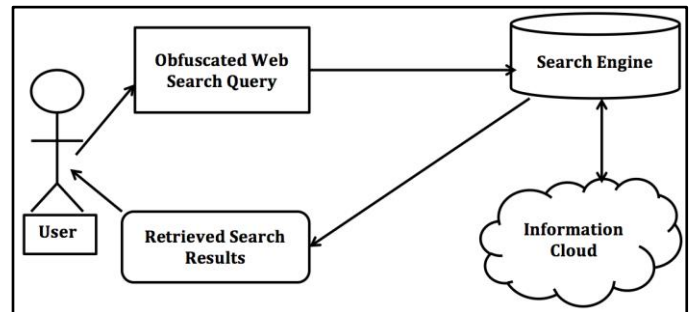 Obfuscated Web
Search Query
Search Engine
User
Retrieved Search
Results
Information
Cloud